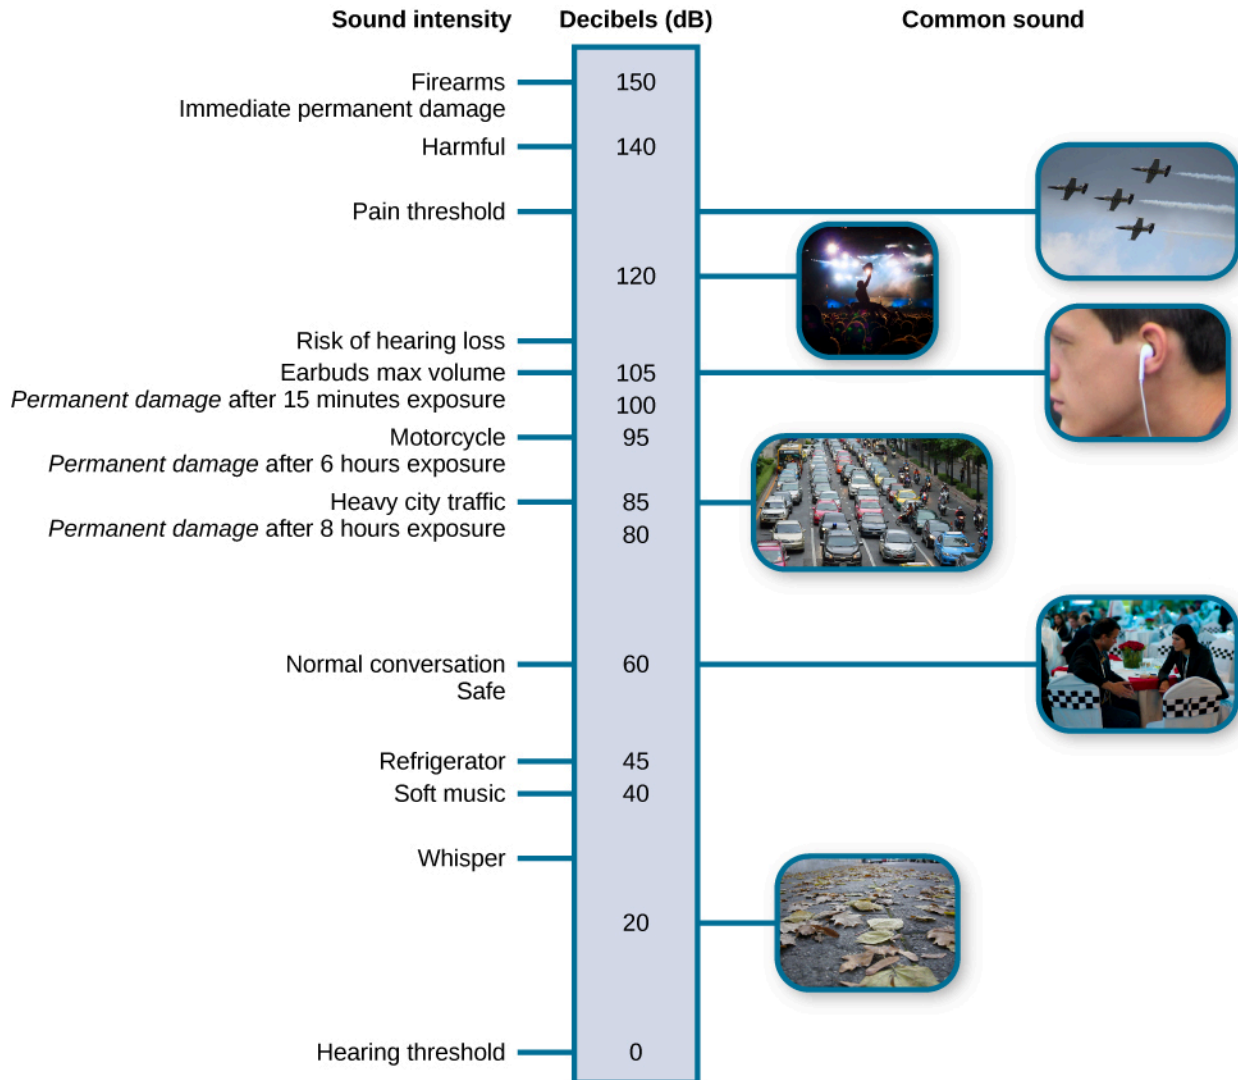 Sound intensity Decibels (dB) Common sound
Firearms 150
Immediate permanent damage
Harmful 140
Pain threshold
120
Risk of hearing loss
Earbuds max volume 105
Permanent damage after 15 minutes exposure 100
Motorcycle 95
Permanent damage after 6 hours exposure
Heavy city traffic 85
Permanent damage after 8 hours exposure 80
Normal conversation 60
Safe
Refrigerator 45
Soft music 40
Whisper
20
Hearing threshold 0